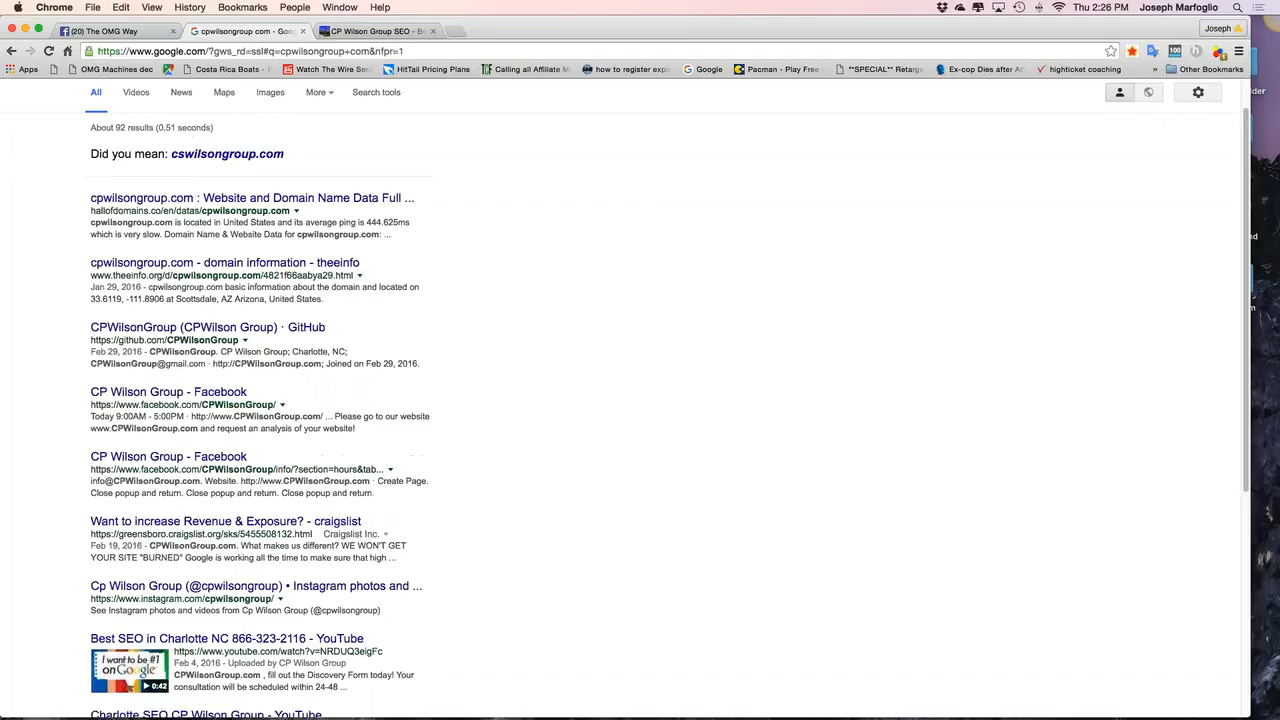 Chrome File Edit View History Bookmarks People Window Help Tue 2:26 PM Joseph Marfoglio
(20) The OMG Way × cpwilsongroup com - Goog × CP Wilson Group SEO - Be × Joseph
https://www.google.com/?gws_rd=ssl#q=cpwilsongroup+com&nfpr=1
Apps OMG Machines dec Costa Rica Boats - Watch The Wire Seri HitTail Pricing Plans Calling all Affiliate M how to register expo Google Pacman - Play Free **SPECIAL** Retarge Ex-cop Dies after highticket coaching » Other Bookmarks
All Videos News Maps Images More Search tools
About 92 results (0.51 seconds)
Did you mean: cswilsongroup.com
cpwilsongroup.com : Website and Domain Name Data Full ...
hallofdomains.co/en/datas/cpwilsongroup.com
cpwilsongroup.com is located in United States and its average ping is 444.625ms
which is very slow. Domain Name & Website Data for cpwilsongroup.com: ...
cpwilsongroup.com - domain information - theeinfo
www.theeinfo.org/d/cpwilsongroup.com/4821f66aabya29.html
Jan 29, 2016 - cpwilsongroup.com basic information about the domain and located on
33.6119, -111.8906 at Scottsdale, AZ Arizona, United States.
CPWilsonGroup (CPWilson Group) · GitHub
https://github.com/CPWilsonGroup
Feb 29, 2016 - CPWilsonGroup. CP Wilson Group; Charlotte, NC;
CPWilsonGroup@gmail.com · http://CPWilsonGroup.com; Joined on Feb 29, 2016.
CP Wilson Group - Facebook
https://www.facebook.com/CPWilsonGroup/
Today 9:00AM - 5:00PM · http://www.CPWilsonGroup.com/ ... Please go to our website
www.CPWilsonGroup.com and request an analysis of your website!
CP Wilson Group - Facebook
https://www.facebook.com/CPWilsonGroup/info/?section=hours&tab...
info@CPWilsonGroup.com. Website. http://www.CPWilsonGroup.com · Create Page.
Close popup and return. Close popup and return. Close popup and return.
Want to increase Revenue & Exposure? - craigslist
https://greensboro.craigslist.org/sks/5455508132.html Craigslist Inc.
Feb 19, 2016 - CPWilsonGroup.com. What makes us different? WE WON'T GET
YOUR SITE "BURNED" Google is working all the time to make sure that high ...
Cp Wilson Group (@cpwilsongroup) • Instagram photos and ...
https://www.instagram.com/cpwilsongroup/
See Instagram photos and videos from Cp Wilson Group (@cpwilsongroup)
Best SEO in Charlotte NC 866-323-2116 - YouTube
https://www.youtube.com/watch?v=NRDUQ3eigFc
Feb 4, 2016 - Uploaded by CP Wilson Group
CPWilsonGroup.com , fill out the Discovery Form today! Your
consultation will be scheduled within 24-48 ...
I want to be #1
on Google
0:42
Charlotte SEO CP Wilson Group - YouTube